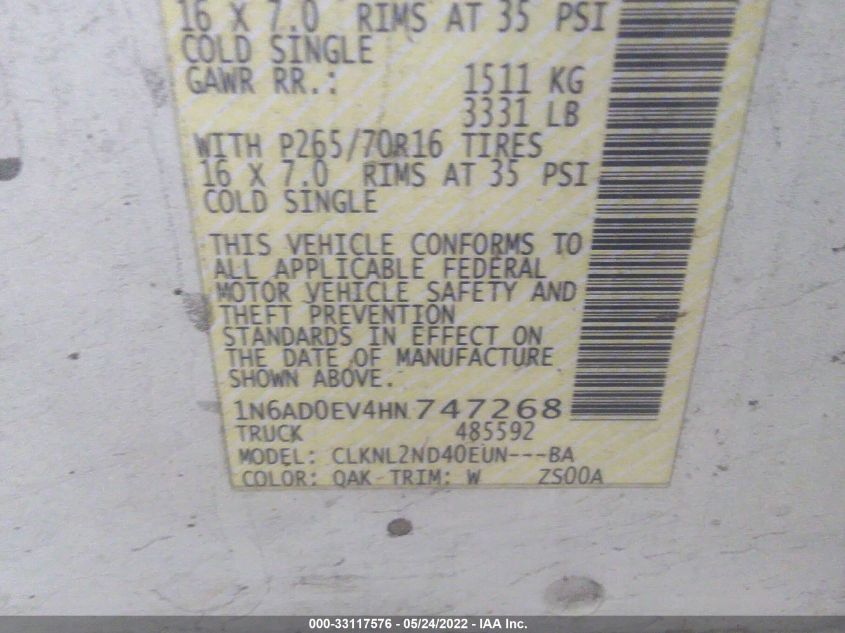 16 X 7.0 RIMS AT 35 PSI
COLD SINGLE
GAWR RR.: 1511 KG
3331 LB
WITH P265/70R16 TIRES
16 X 7.0 RIMS AT 35 PSI
COLD SINGLE
THIS VEHICLE CONFORMS TO
ALL APPLICABLE FEDERAL
MOTOR VEHICLE SAFETY AND
THEFT PREVENTION
STANDARDS IN EFFECT ON
THE DATE OF MANUFACTURE
SHOWN ABOVE.
1N6AD0EV4HN747268
TRUCK 485592
MODEL: CLKNL2ND40EUN---BA
COLOR: QAK TRIM: W ZS00A
000-33117576 - 05/24/2022 - IAA Inc.